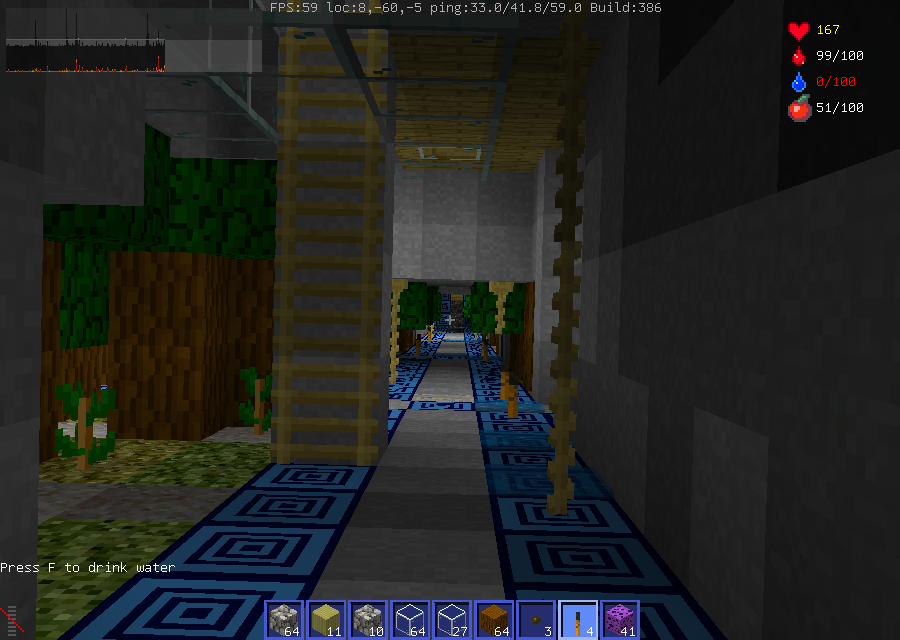 FPS:59 loc:8,-60,-5 ping:33.0/41.8/59.0 Build:386
167
99/100
0/100
51/100
Press F to drink water
64 11 10 64 27 64 3 4 41